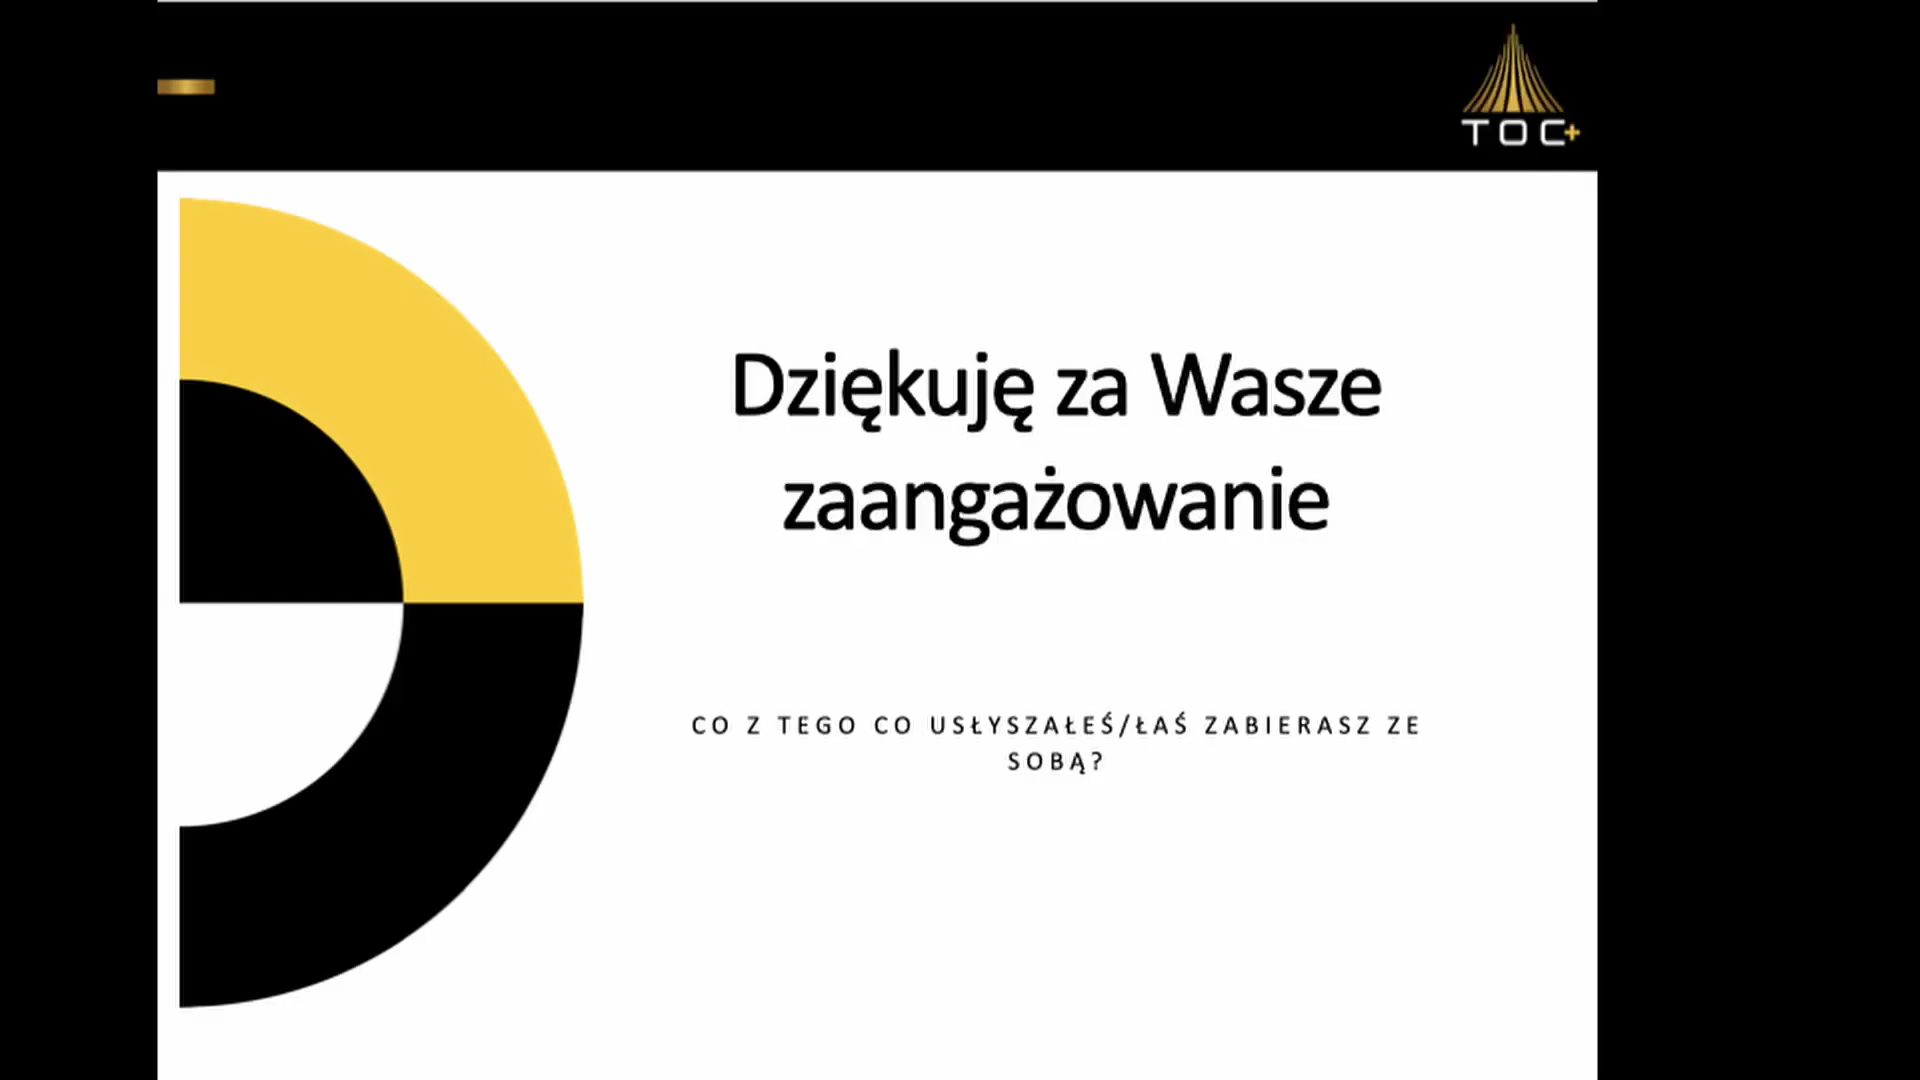 TOC+
Dziękuję za Wasze
zaangażowanie
CO Z TEGO CO USŁYSZAŁEŚ/ŁAŚ ZABIERASZ ZE
SOBĄ?